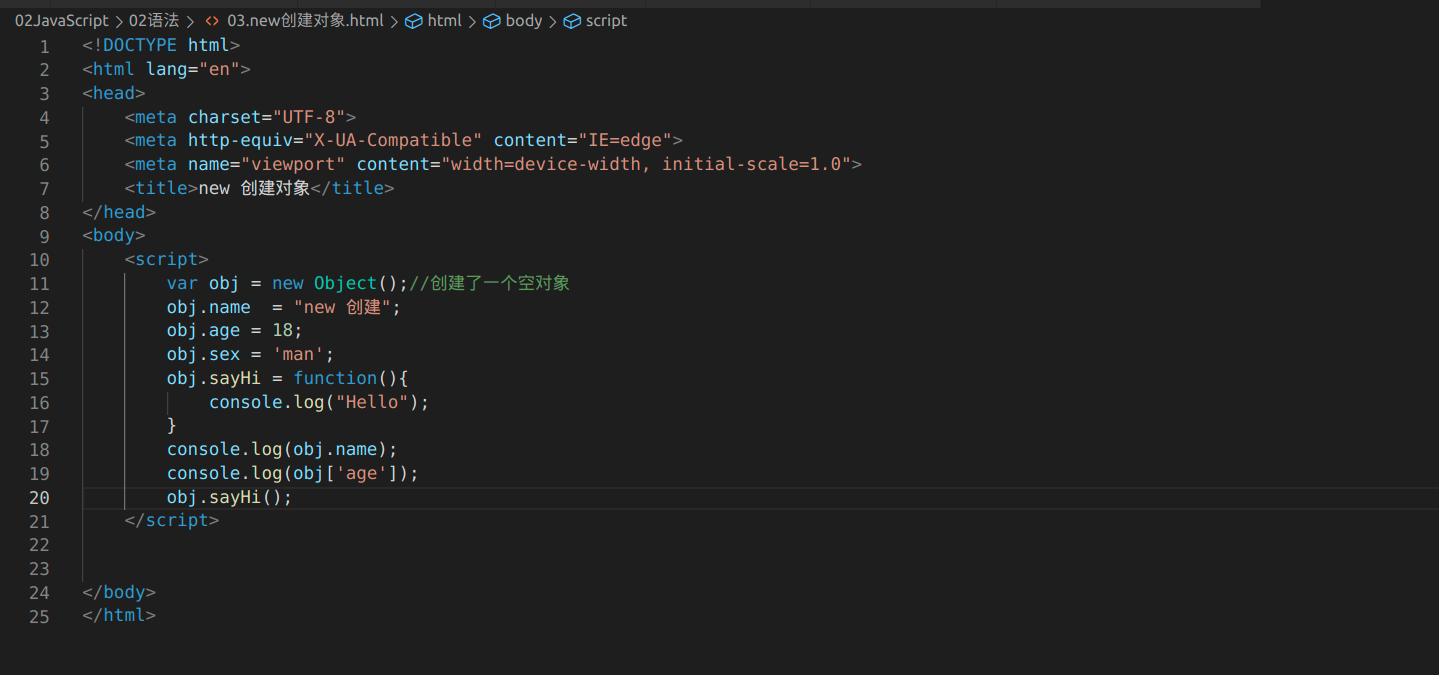 02JavaScript > 02语法 > <> 03.new创建对象.html > html > body > script
1 <!DOCTYPE html>
2 <html lang="en">
3 <head>
4     <meta charset="UTF-8">
5     <meta http-equiv="X-UA-Compatible" content="IE=edge">
6     <meta name="viewport" content="width=device-width, initial-scale=1.0">
7     <title>new 创建对象</title>
8 </head>
9 <body>
10     <script>
11         var obj = new Object();//创建了一个空对象
12         obj.name  = "new 创建";
13         obj.age = 18;
14         obj.sex = 'man';
15         obj.sayHi = function(){
16             console.log("Hello");
17         }
18         console.log(obj.name);
19         console.log(obj['age']);
20         obj.sayHi();
21     </script>
22
23
24 </body>
25 </html>